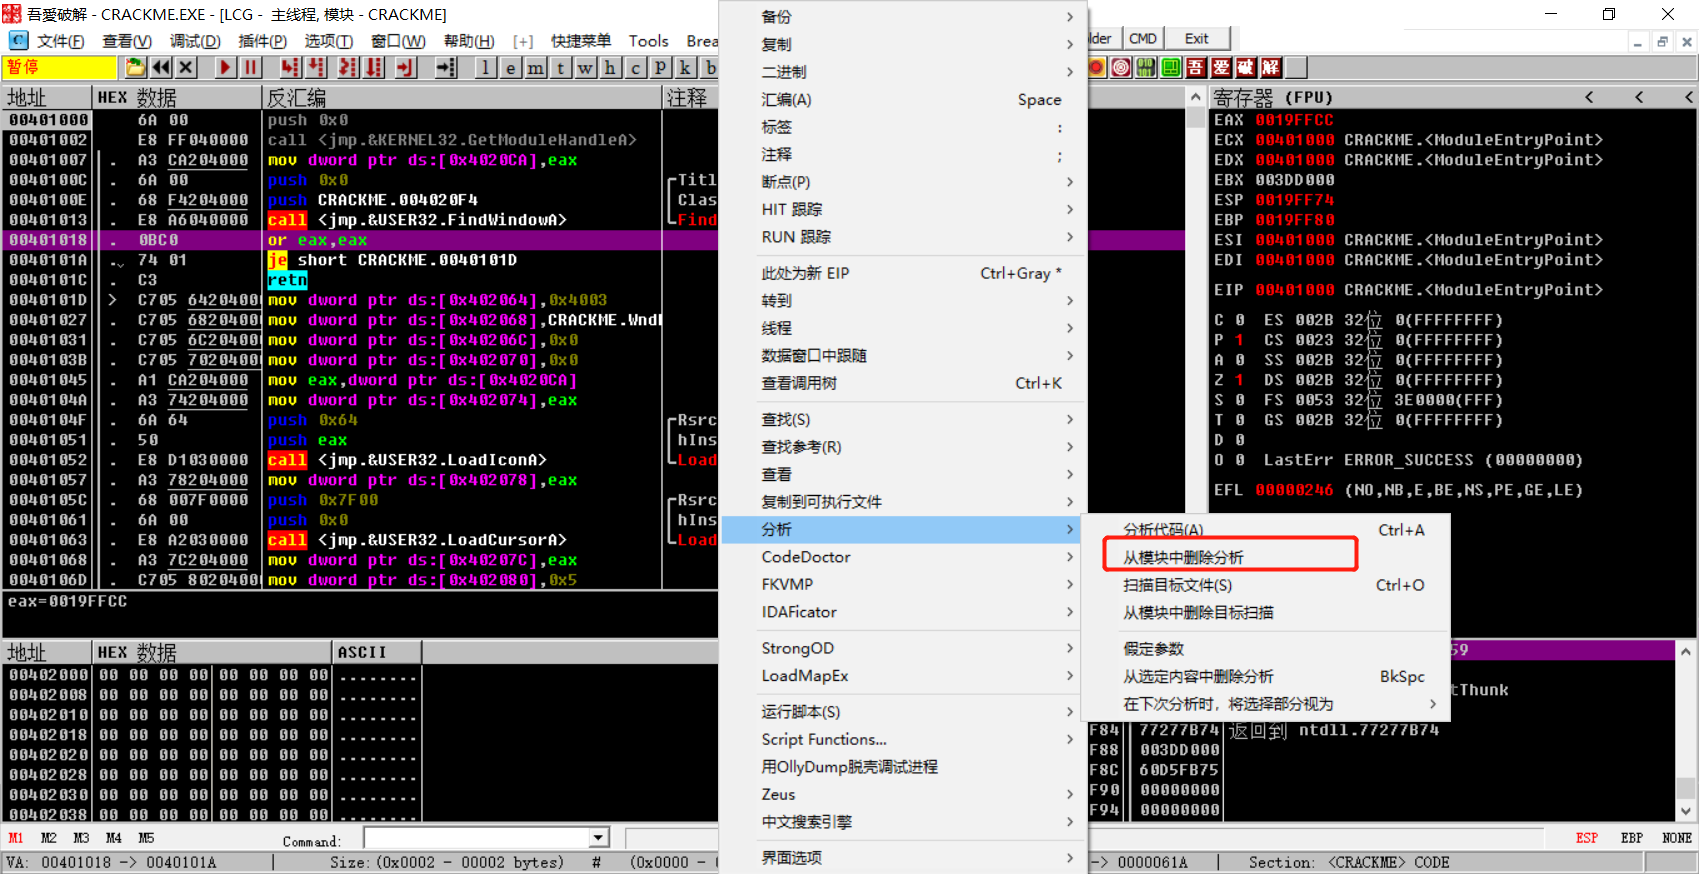 吾愛破解 - CRACKME.EXE - [LCG - 主线程, 模块 - CRACKME]
文件(F) 查看(V) 调试(D) 插件(P) 选项(T) 窗口(W) 帮助(H) [+] 快捷菜单 Tools Brea
lder CMD Exit
暂停
l e m t w h c P k b
吾 爱 破 解
地址 HEX 数据 反汇编 注释
00401000 6A 00 push 0x0
00401002 E8 FF040000 call <jmp.&KERNEL32.GetModuleHandleA>
00401007 . A3 CA204000 mov dword ptr ds:[0x4020CA],eax
0040100C . 6A 00 push 0x0 Titl
0040100E . 68 F4204000 push CRACKME.004020F4 Clas
00401013 . E8 A6040000 call <jmp.&USER32.FindWindowA> Find
00401018 . 0BC0 or eax,eax
0040101A . 74 01 je short CRACKME.0040101D
0040101C . C3 retn
0040101D > C705 6420400 mov dword ptr ds:[0x402064],0x4003
00401027 . C705 6820400 mov dword ptr ds:[0x402068],CRACKME.Wnd
00401031 . C705 6C20400 mov dword ptr ds:[0x40206C],0x0
0040103B . C705 7020400 mov dword ptr ds:[0x402070],0x0
00401045 . A1 CA204000 mov eax,dword ptr ds:[0x4020CA]
0040104A . A3 74204000 mov dword ptr ds:[0x402074],eax
0040104F . 6A 64 push 0x64 Rsrc
00401051 . 50 push eax hIns
00401052 . E8 D1030000 call <jmp.&USER32.LoadIconA> Load
00401057 . A3 78204000 mov dword ptr ds:[0x402078],eax
0040105C . 68 007F0000 push 0x7F00 Rsrc
00401061 . 6A 00 push 0x0 hIns
00401063 . E8 A2030000 call <jmp.&USER32.LoadCursorA> Load
00401068 . A3 7C204000 mov dword ptr ds:[0x40207C],eax
0040106D . C705 8020400 mov dword ptr ds:[0x402080],0x5
eax=0019FFCC
地址 HEX 数据 ASCII
00402000 00 00 00 00 00 00 00 00 ........
00402008 00 00 00 00 00 00 00 00 ........
00402010 00 00 00 00 00 00 00 00 ........
00402018 00 00 00 00 00 00 00 00 ........
00402020 00 00 00 00 00 00 00 00 ........
00402028 00 00 00 00 00 00 00 00 ........
00402030 00 00 00 00 00 00 00 00 ........
00402038 00 00 00 00 00 00 00 00 ........
备份
复制
二进制
汇编(A) Space
标签 :
注释 ;
断点(P)
HIT 跟踪
RUN 跟踪
此处为新 EIP Ctrl+Gray *
转到
线程
数据窗口中跟随
查看调用树 Ctrl+K
查找(S)
查找参考(R)
查看
复制到可执行文件
分析
CodeDoctor
FKVMP
IDAFicator
StrongOD
LoadMapEx
运行脚本(S)
Script Functions...
用OllyDump脱壳调试进程
Zeus
中文搜索引擎
界面选项
分析代码(A) Ctrl+A
从模块中删除分析
扫描目标文件(S) Ctrl+O
从模块中删除目标扫描
假定参数
从选定内容中删除分析 BkSpc
在下次分析时，将选择部分视为
寄存器 (FPU) < < <
EAX 0019FFCC
ECX 00401000 CRACKME.<ModuleEntryPoint>
EDX 00401000 CRACKME.<ModuleEntryPoint>
EBX 003DD000
ESP 0019FF74
EBP 0019FF80
ESI 00401000 CRACKME.<ModuleEntryPoint>
EDI 00401000 CRACKME.<ModuleEntryPoint>
EIP 00401000 CRACKME.<ModuleEntryPoint>
C 0 ES 002B 32位 0(FFFFFFFF)
P 1 CS 0023 32位 0(FFFFFFFF)
A 0 SS 002B 32位 0(FFFFFFFF)
Z 1 DS 002B 32位 0(FFFFFFFF)
S 0 FS 0053 32位 3E0000(FFF)
T 0 GS 002B 32位 0(FFFFFFFF)
D 0
O 0 LastErr ERROR_SUCCESS (00000000)
EFL 00000246 (NO,NB,E,BE,NS,PE,GE,LE)
59
tThunk
F84 77277B74 返回到 ntdll.77277B74
F88 003DD000
F8C 60D5FB75
F90 00000000
F94 00000000
M1 M2 M3 M4 M5 Command:
ESP EBP NONE
VA: 00401018 -> 0040101A Size:(0x0002 - 00002 bytes) # (0x0000 - -> 0000061A Section: <CRACKME> CODE